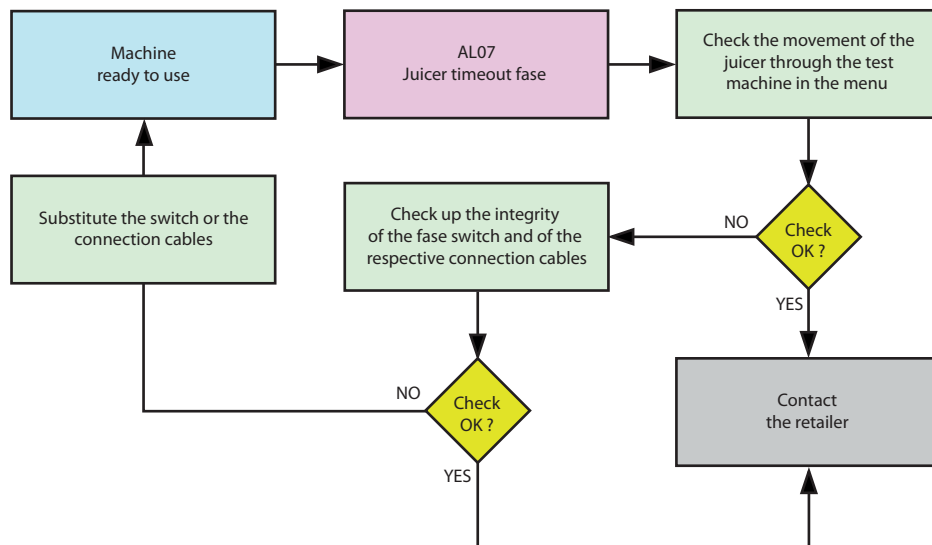 Machine
ready to use
AL07
Juicer timeout fase
Check the movement of the
juicer through the test
machine in the menu
Substitute the switch or the
connection cables
Check up the integrity
of the fase switch and of the
respective connection cables
NO
Check
OK ?
YES
NO
Check
OK ?
YES
Contact
the retailer